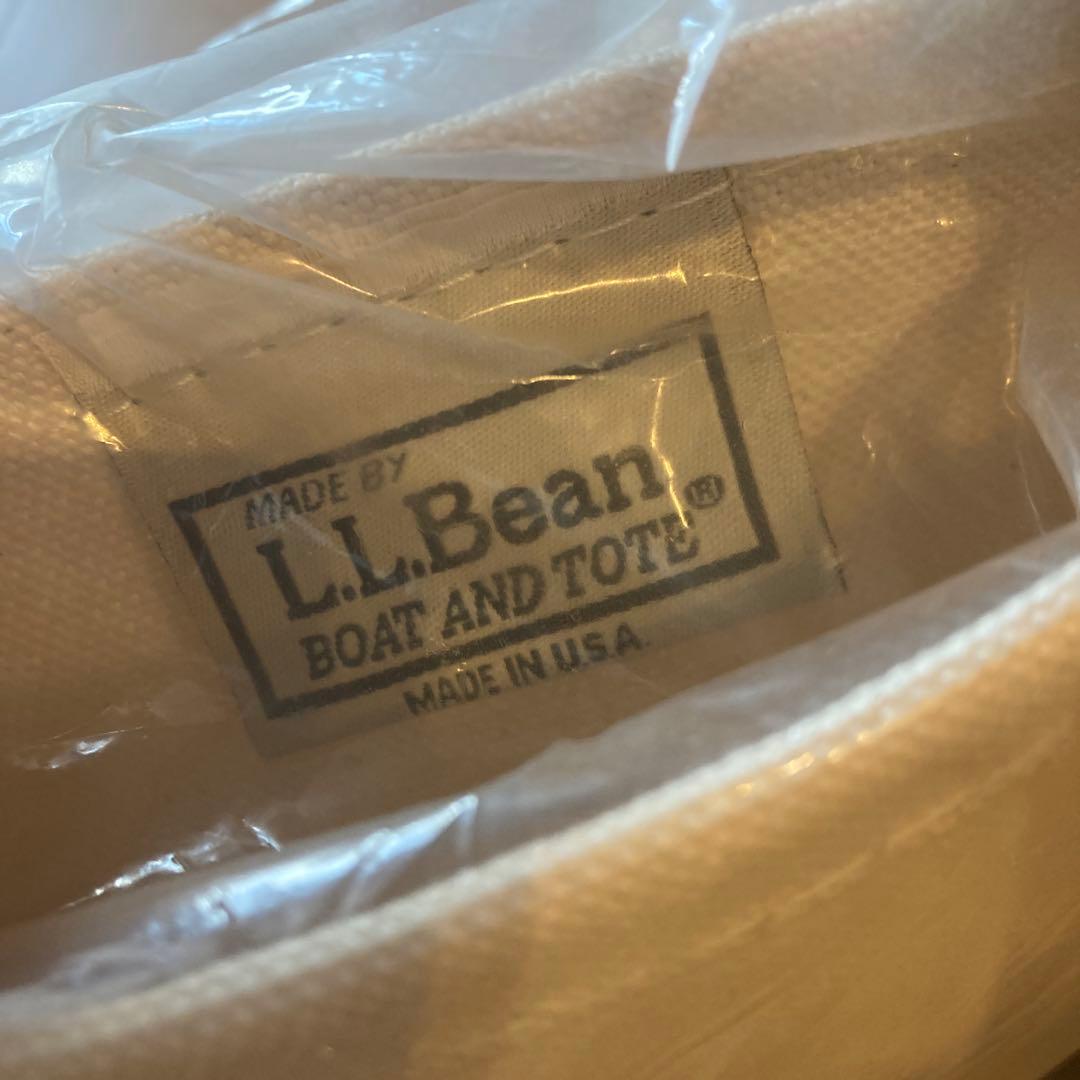 MADE BY
L.L.Bean®
BOAT AND TOTE
MADE IN U.S.A.